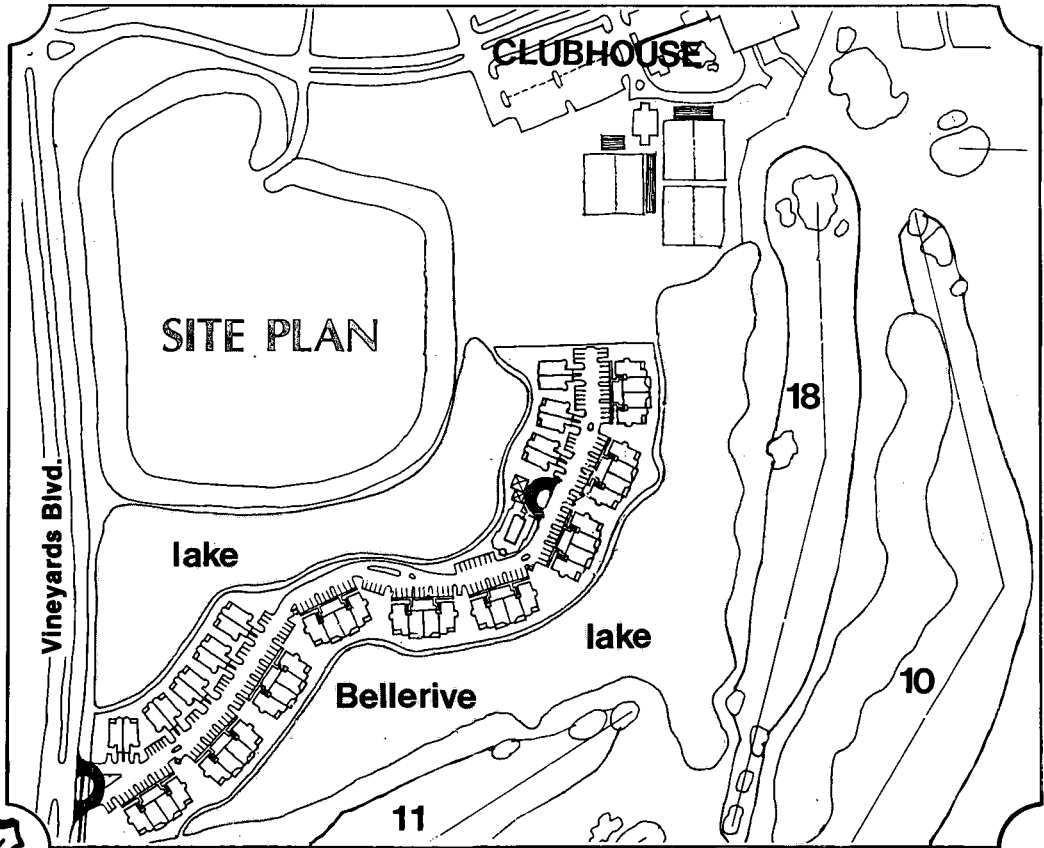 CLUBHOUSE
SITE PLAN
18
Vineyards Blvd.
lake
lake
10
Bellerive
11